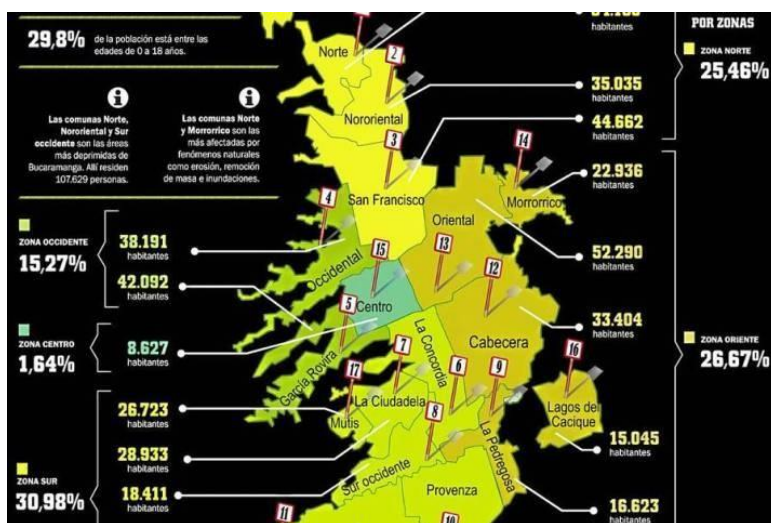 29,8%
de la población está entre las
edades de 0 a 18 años.
Las comunas Norte,
Nororiental y Sur
occidente son las áreas
más deprimidas de
Bucaramanga. Allí residen
107.629 personas.
Las comunas Norte
y Morrorrico son las
más afectadas por
fenómenos naturales
como erosión, remoción
de masa e inundaciones.
ZONA OCCIDENTE
15,27%
38.191
habitantes
42.092
habitantes
ZONA CENTRO
1,64%
8.627
habitantes
ZONA SUR
30,98%
26.723
habitantes
28.933
habitantes
18.411
habitantes
Norte
2
Nororiental
3
San Francisco
4
Occidental
15
Centro
5
García Rovira
17
Mutis
7
La Ciudadela
La Concordia
6
8
Sur occidente
11
Provenza
10
14
Morrorrico
Oriental
13
12
Cabecera
9
La Pedregosa
16
Lagos del
Cacique
habitantes
35.035
habitantes
44.662
habitantes
22.936
habitantes
52.290
habitantes
33.404
habitantes
15.045
habitantes
16.623
habitantes
POR ZONAS
ZONA NORTE
25,46%
ZONA ORIENTE
26,67%